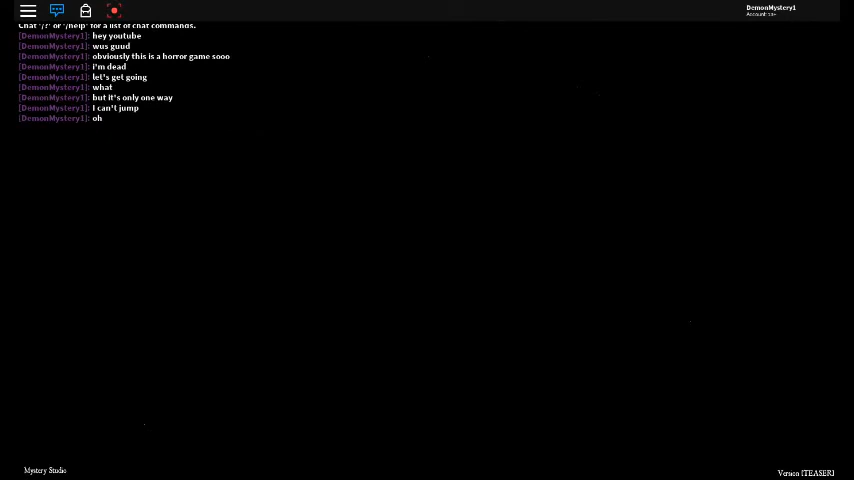 DemonMystery1
Account: 13+
Chat '/?' or '/help' for a list of chat commands.
[DemonMystery1]: hey youtube
[DemonMystery1]: wus guud
[DemonMystery1]: obviously this is a horror game sooo
[DemonMystery1]: i'm dead
[DemonMystery1]: let's get going
[DemonMystery1]: what
[DemonMystery1]: but it's only one way
[DemonMystery1]: I can't jump
[DemonMystery1]: oh
Mystery Studio
Version [TEASER]